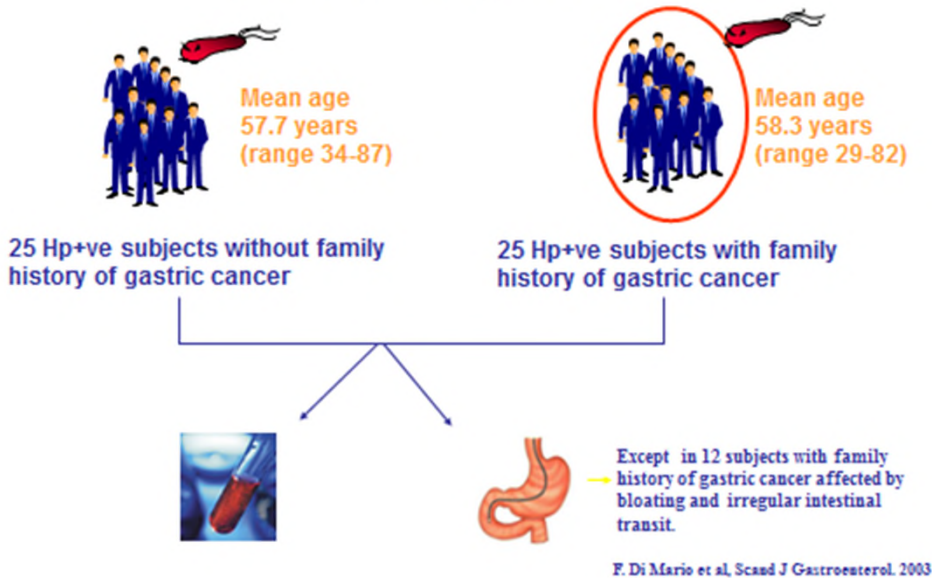 Mean age
57.7 years
(range 34-87)
Mean age
58.3 years
(range 29-82)
25 Hp+ve subjects without family
history of gastric cancer
25 Hp+ve subjects with family
history of gastric cancer
Except in 12 subjects with family
history of gastric cancer affected by
bloating and irregular intestinal
transit.
F. Di Mario et al, Scand J Gastroenterol. 2003